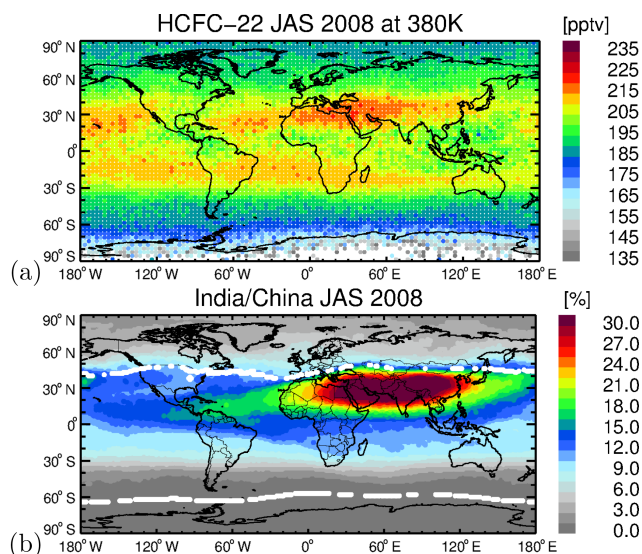 HCFC−22 JAS 2008 at 380K [pptv]
90° N
60° N
30° N
0°
30° S
60° S
90° S
180° W 120° W 60° W 0° 60° E 120° E 180° E
235
225
215
205
195
185
175
165
155
145
135
(a)
India/China JAS 2008 [%]
90° N
60° N
30° N
0°
30° S
60° S
90° S
180° W 120° W 60° W 0° 60° E 120° E 180° E
30.0
27.0
24.0
21.0
18.0
15.0
12.0
9.0
6.0
3.0
0.0
(b)